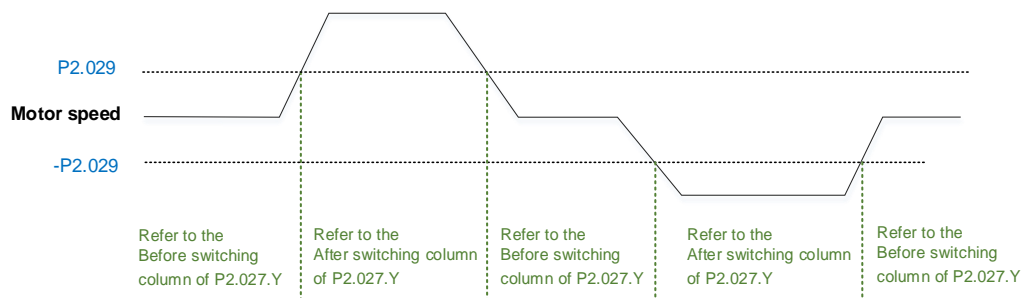 P2.029
Motor speed
-P2.029
Refer to the
Before switching
column of P2.027.Y
Refer to the
After switching column
of P2.027.Y
Refer to the
Before switching
column of P2.027.Y
Refer to the
After switching column
of P2.027.Y
Refer to the
Before switching
column of P2.027.Y